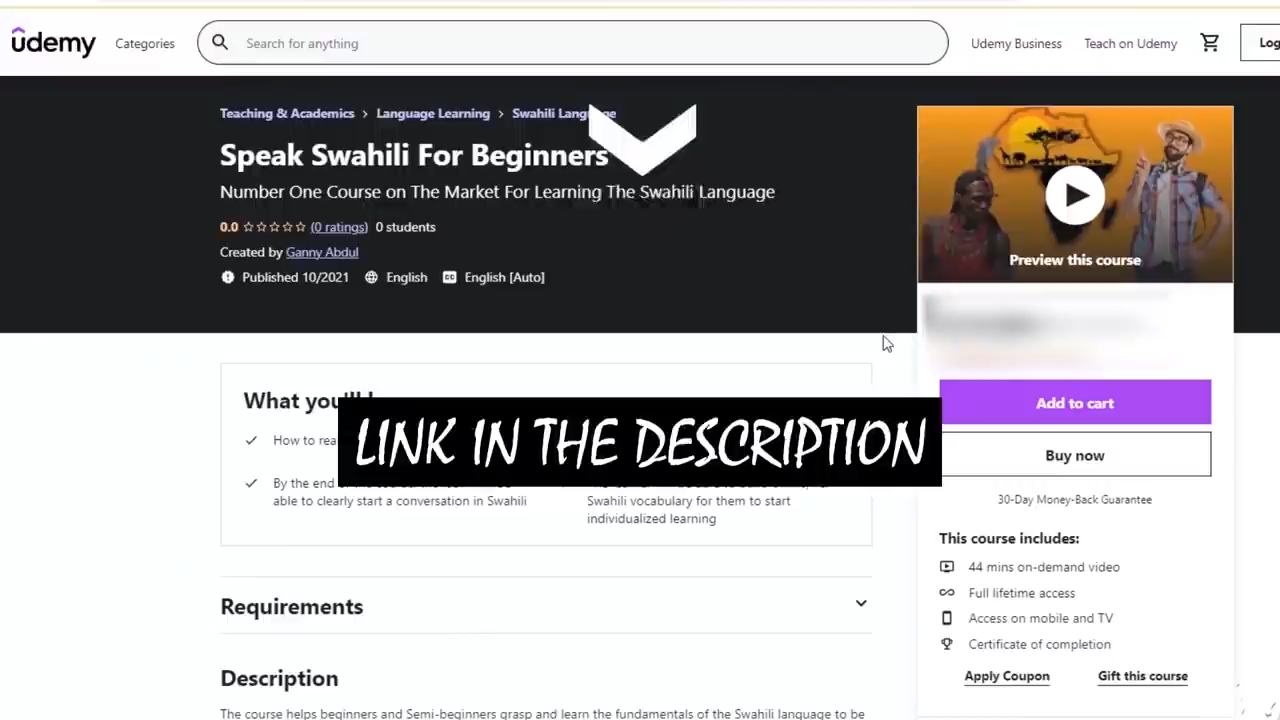 udemy
Categories
Search for anything
Udemy Business
Teach on Udemy
Log
Teaching & Academics > Language Learning > Swahili
Speak Swahili For Beginners
Number One Course on The Market For Learning The Swahili Language
0.0 (0 ratings) 0 students
Created by Ganny Abdul
Published 10/2021 English English [Auto]
Preview this course
Add to cart
Buy now
30-Day Money-Back Guarantee
What
How to
LINK IN THE DESCRIPTION
By the end
able to clearly start a conversation in Swahili
Swahili vocabulary for them to start
individualized learning
This course includes:
44 mins on-demand video
Full lifetime access
Access on mobile and TV
Certificate of completion
Apply Coupon
Gift this course
Requirements
Description
The course helps beginners and Semi-beginners grasp and learn the fundamentals of the Swahili language to be